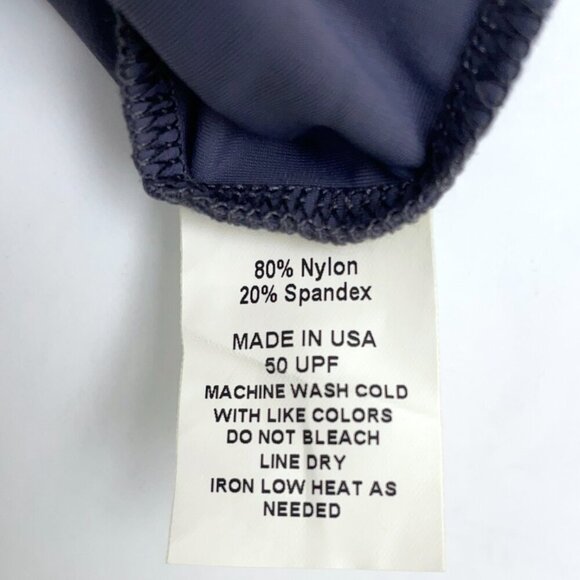 80% Nylon
20% Spandex
MADE IN USA
50 UPF
MACHINE WASH COLD
WITH LIKE COLORS
DO NOT BLEACH
LINE DRY
IRON LOW HEAT AS
NEEDED